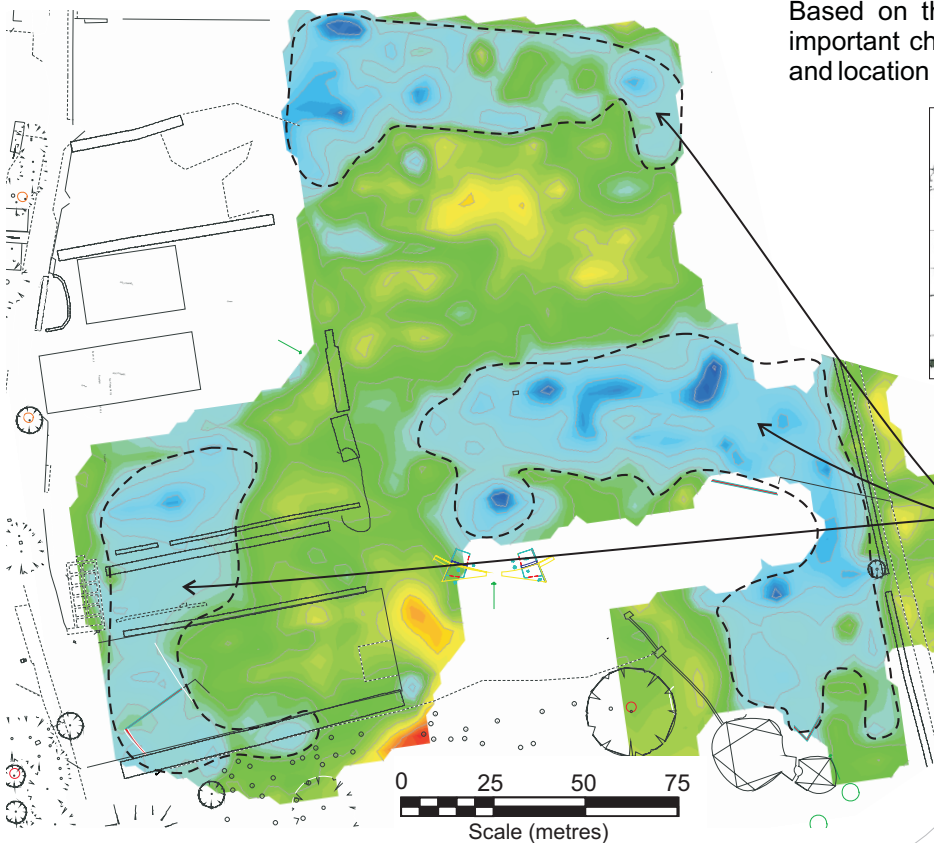 Based on th
important ch
and location
0 25 50 75
Scale (metres)